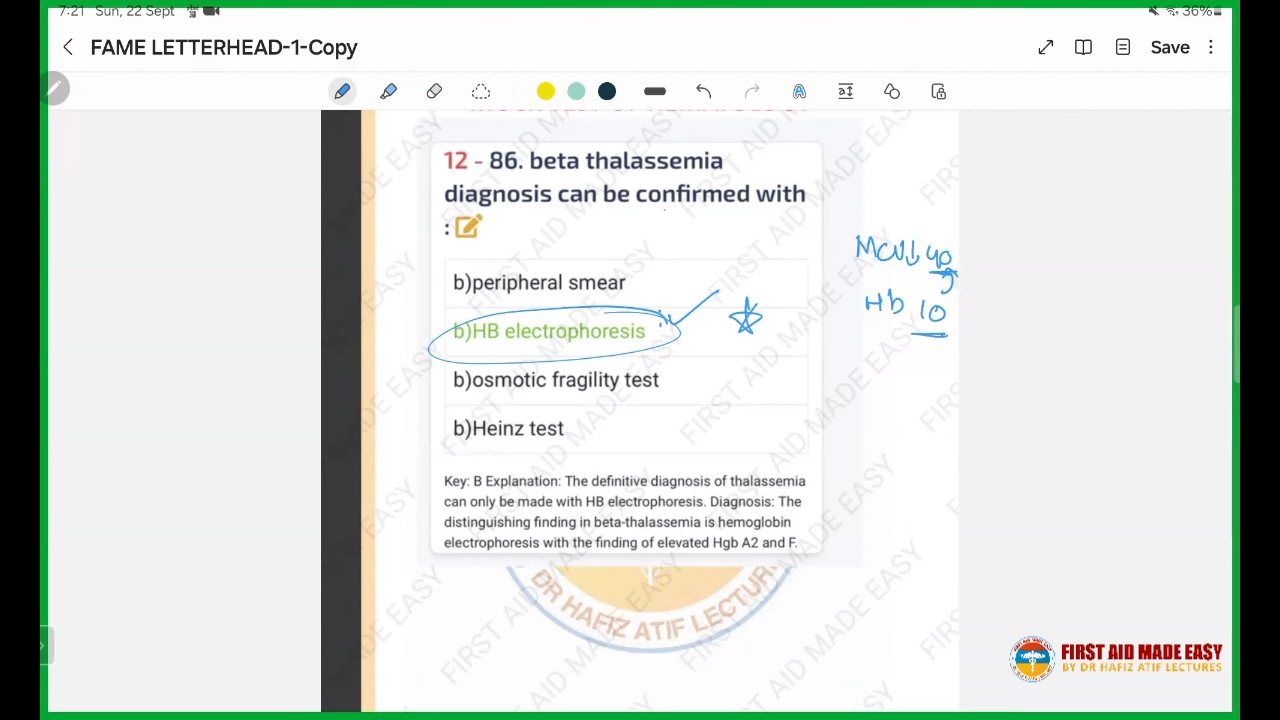 7:21 Sun, 22 Sept
36%
FAME LETTERHEAD-1-Copy
Save
12 - 86. beta thalassemia
diagnosis can be confirmed with
:
b)peripheral smear
b)HB electrophoresis
b)osmotic fragility test
b)Heinz test
MCV↓ 40
Hb 10
Key: B Explanation: The definitive diagnosis of thalassemia
can only be made with HB electrophoresis. Diagnosis: The
distinguishing finding in beta-thalassemia is hemoglobin
electrophoresis with the finding of elevated Hgb A2 and F.
DR HAFIZ ATIF LECTURES
FIRST AID MADE EASY
BY DR HAFIZ ATIF LECTURES